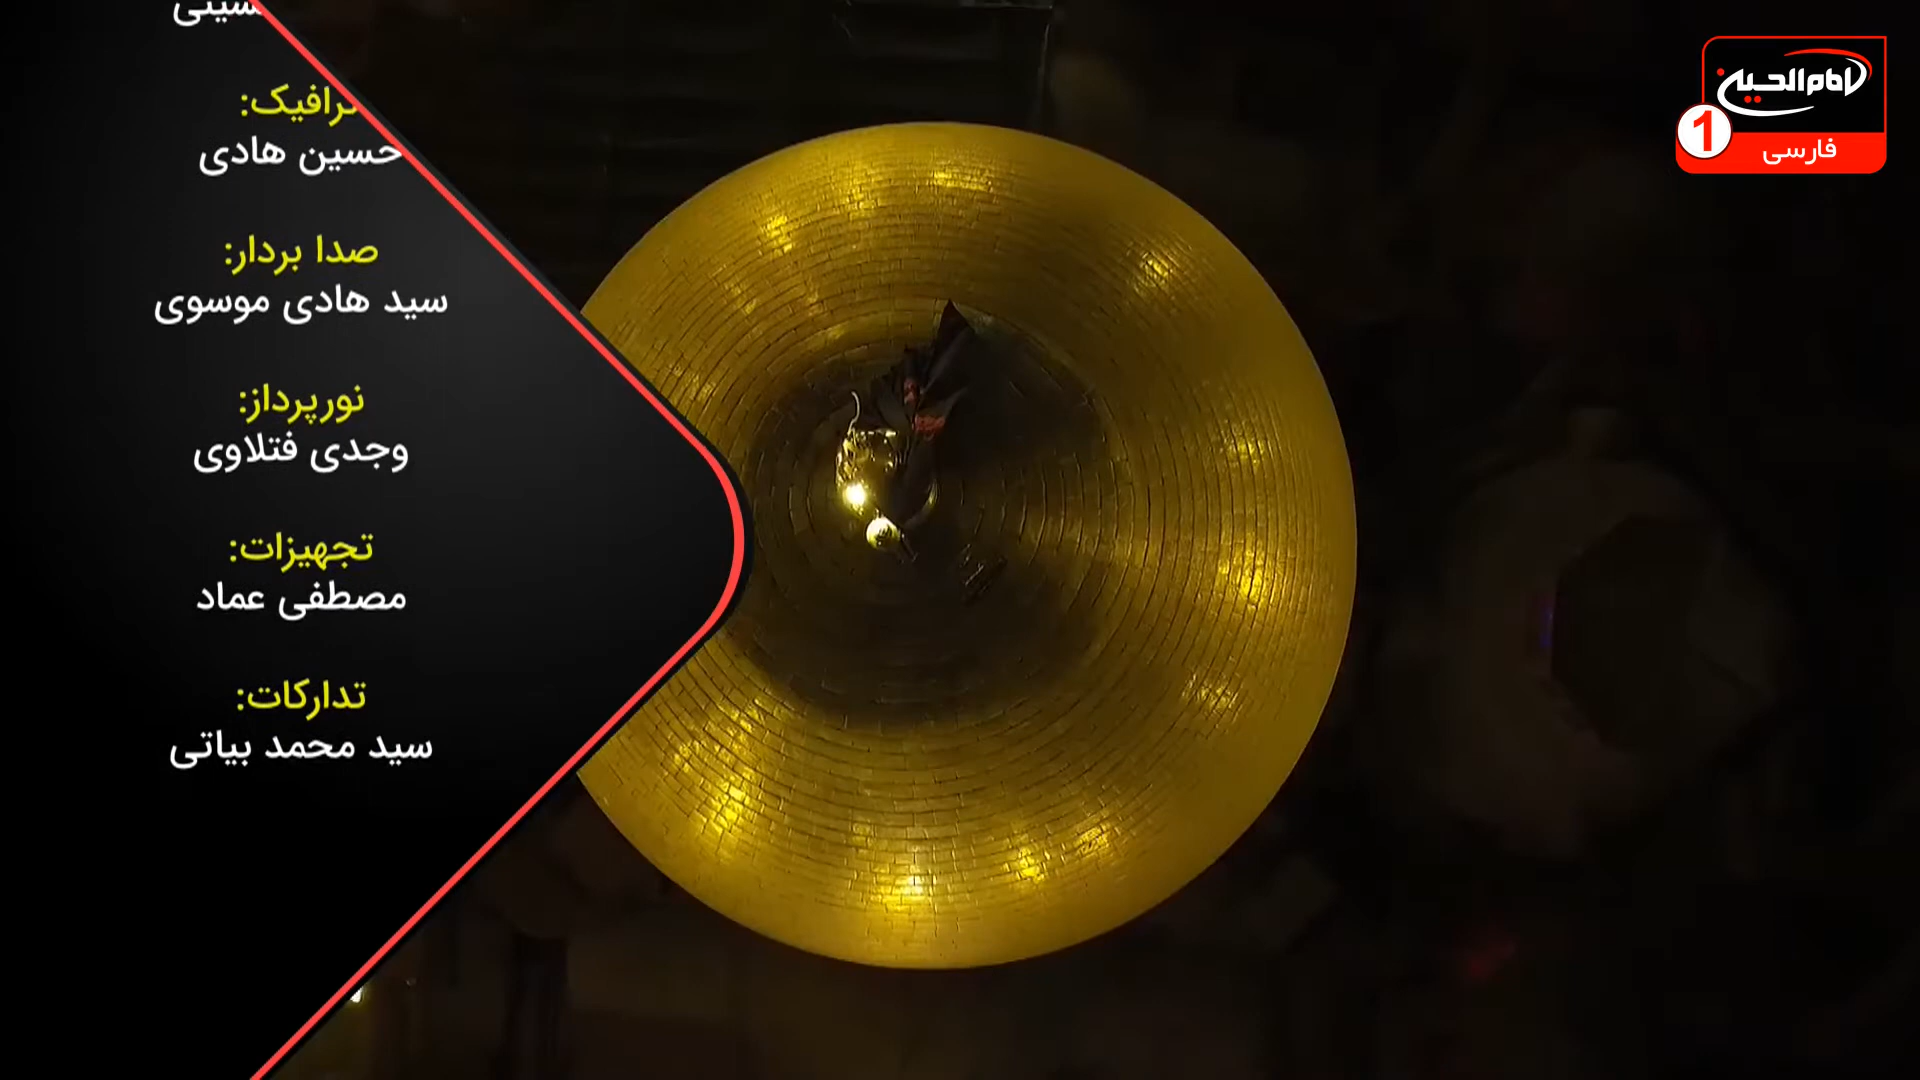 حسین هادی
صدا بردار:
سید هادی موسوی
نورپرداز:
وجدی فتلاوی
تجهیزات:
مصطفی عماد
تدارکات:
سید محمد بیاتی
امام الحسین
1
فارسی